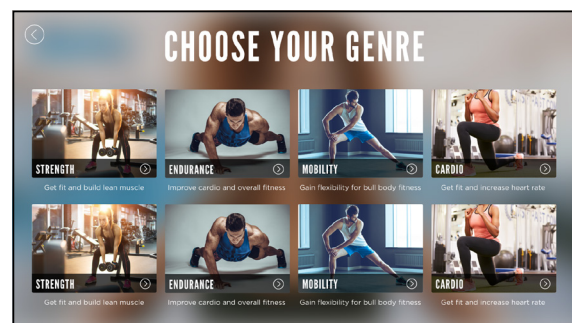 CHOOSE YOUR GENRE
STRENGTH ENDURANCE MOBILITY CARDIO
Get fit and build lean muscle Improve cardio and overall fitness Gain flexibility for bull body fitness Get fit and increase heart rate
STRENGTH ENDURANCE MOBILITY CARDIO
Get fit and build lean muscle Improve cardio and overall fitness Gain flexibility for bull body fitness Get fit and increase heart rate